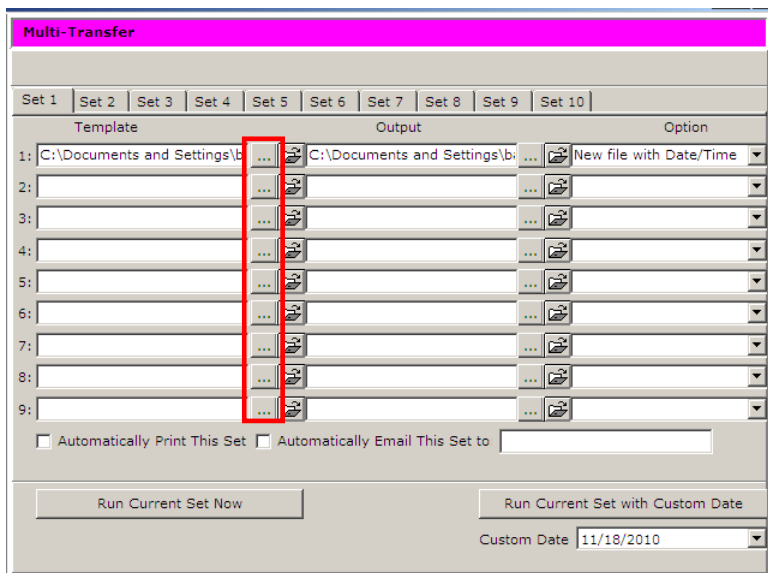 Multi-Transfer
Set 1 Set 2 Set 3 Set 4 Set 5 Set 6 Set 7 Set 8 Set 9 Set 10
Template Output Option
1: C:\Documents and Settings\b ... C:\Documents and Settings\ba ... New file with Date/Time
2: ... ...
3: ... ...
4: ... ...
5: ... ...
6: ... ...
7: ... ...
8: ... ...
9: ... ...
Automatically Print This Set Automatically Email This Set to
Run Current Set Now Run Current Set with Custom Date
Custom Date 11/18/2010